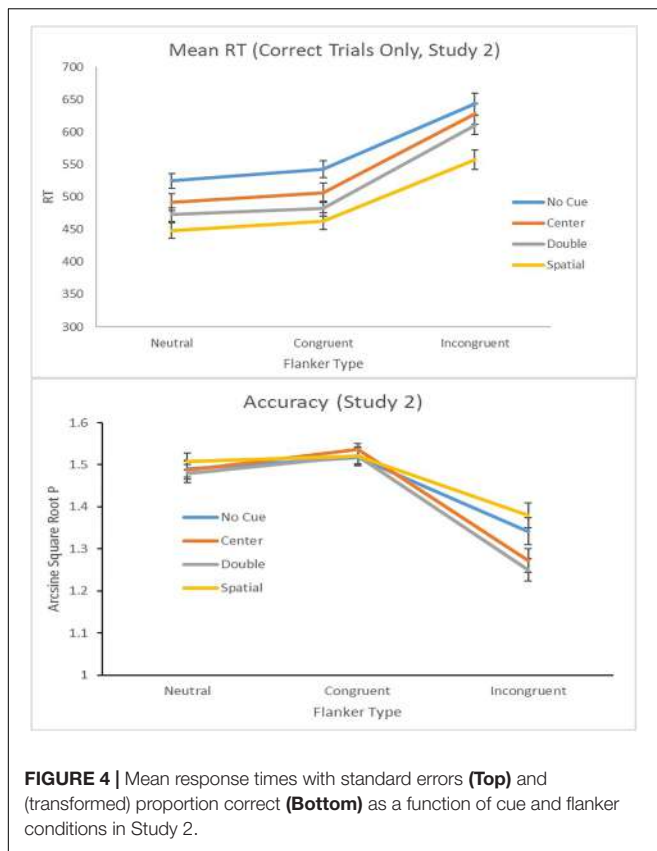 Mean RT (Correct Trials Only, Study 2)
700
650
600
550
500
450
400
350
300
RT
No Cue
Center
Double
Spatial
Neutral
Congruent
Incongruent
Flanker Type
Accuracy (Study 2)
1.6
1.5
1.4
1.3
1.2
1.1
1
Arcsine Square Root P
No Cue
Center
Double
Spatial
Neutral
Congruent
Incongruent
Flanker Type
FIGURE 4 | Mean response times with standard errors (Top) and
(transformed) proportion correct (Bottom) as a function of cue and flanker
conditions in Study 2.